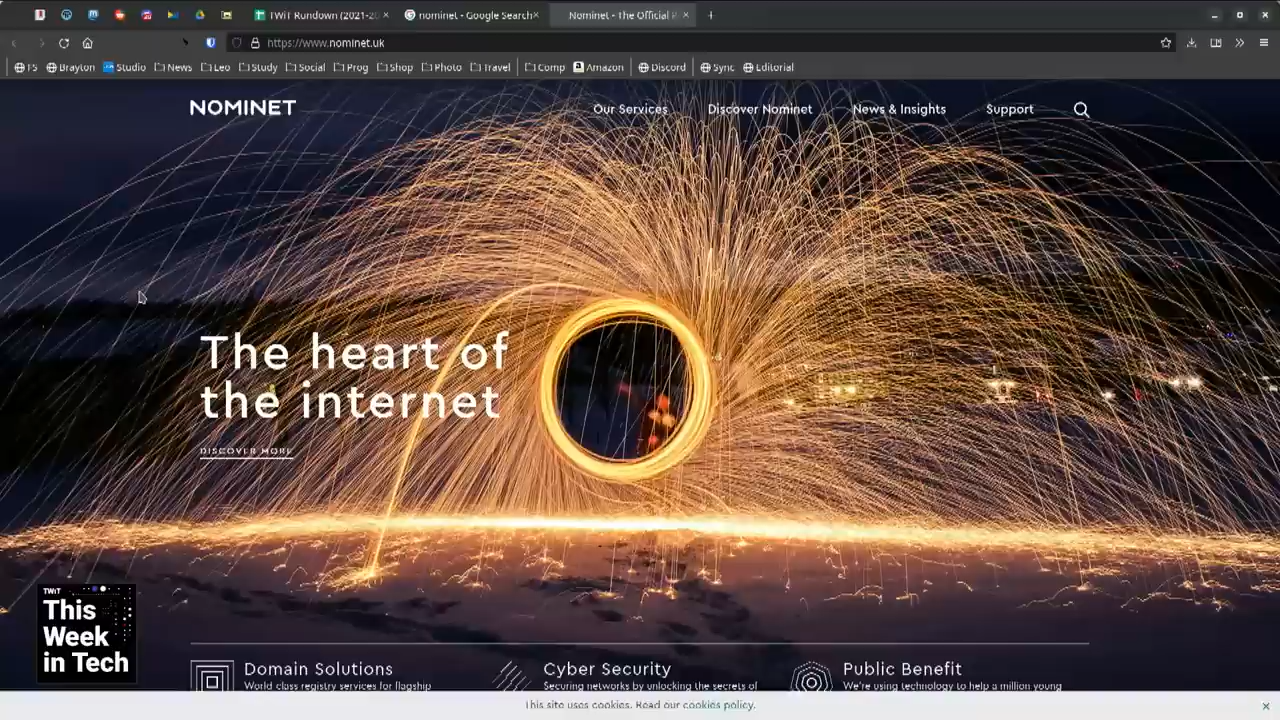 TWiT Rundown (2021-20
nominet - Google Search
Nominet - The Official R
https://www.nominet.uk
TS
Brayton
Studio
News
Leo
Study
Social
Prog
Shop
Photo
Travel
Comp
Amazon
Discord
Sync
Editorial
NOMINET
Our Services
Discover Nominet
News & Insights
Support
The heart of
the internet
DISCOVER MORE
TWiT
This
Week
in Tech
Domain Solutions
World class registry services for flagship
Cyber Security
Securing networks by unlocking the secrets of
Public Benefit
We're using technology to help a million young
This site uses cookies. Read our cookies policy.